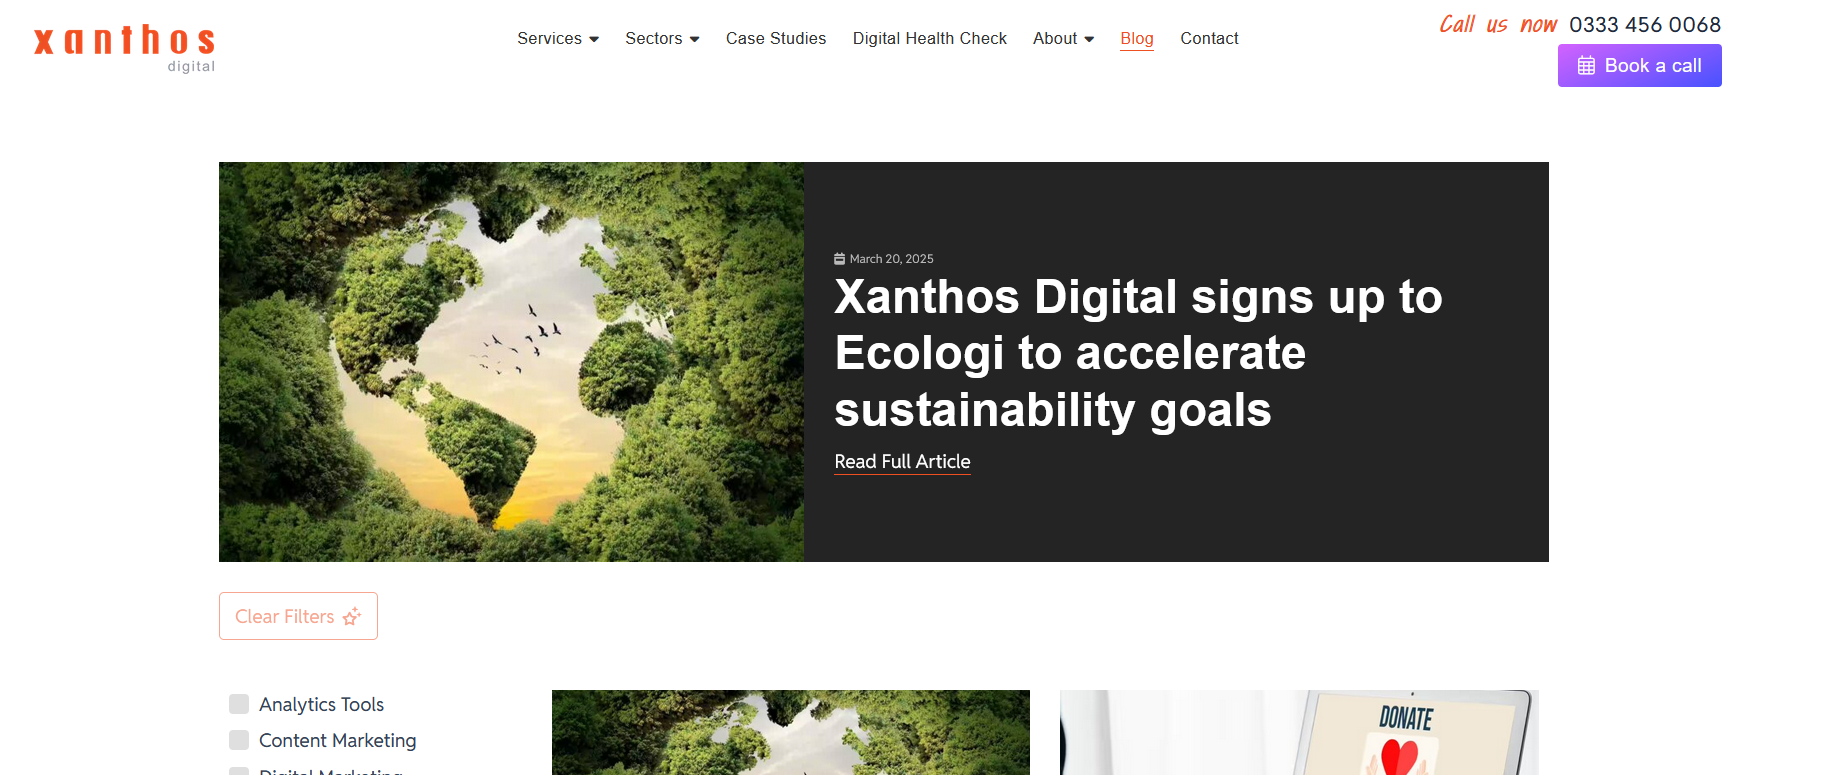 xanthos
digital
Services
Sectors
Case Studies
Digital Health Check
About
Blog
Contact
Call us now 0333 456 0068
Book a call
March 20, 2025
Xanthos Digital signs up to
Ecologi to accelerate
sustainability goals
Read Full Article
Clear Filters
Analytics Tools
Content Marketing
Digital Marketing
DONATE